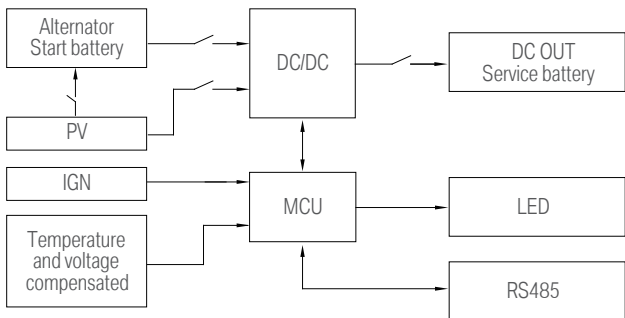 Alternator
Start battery
DC/DC
DC OUT
Service battery
PV
IGN
MCU
LED
Temperature
and voltage
compensated
RS485